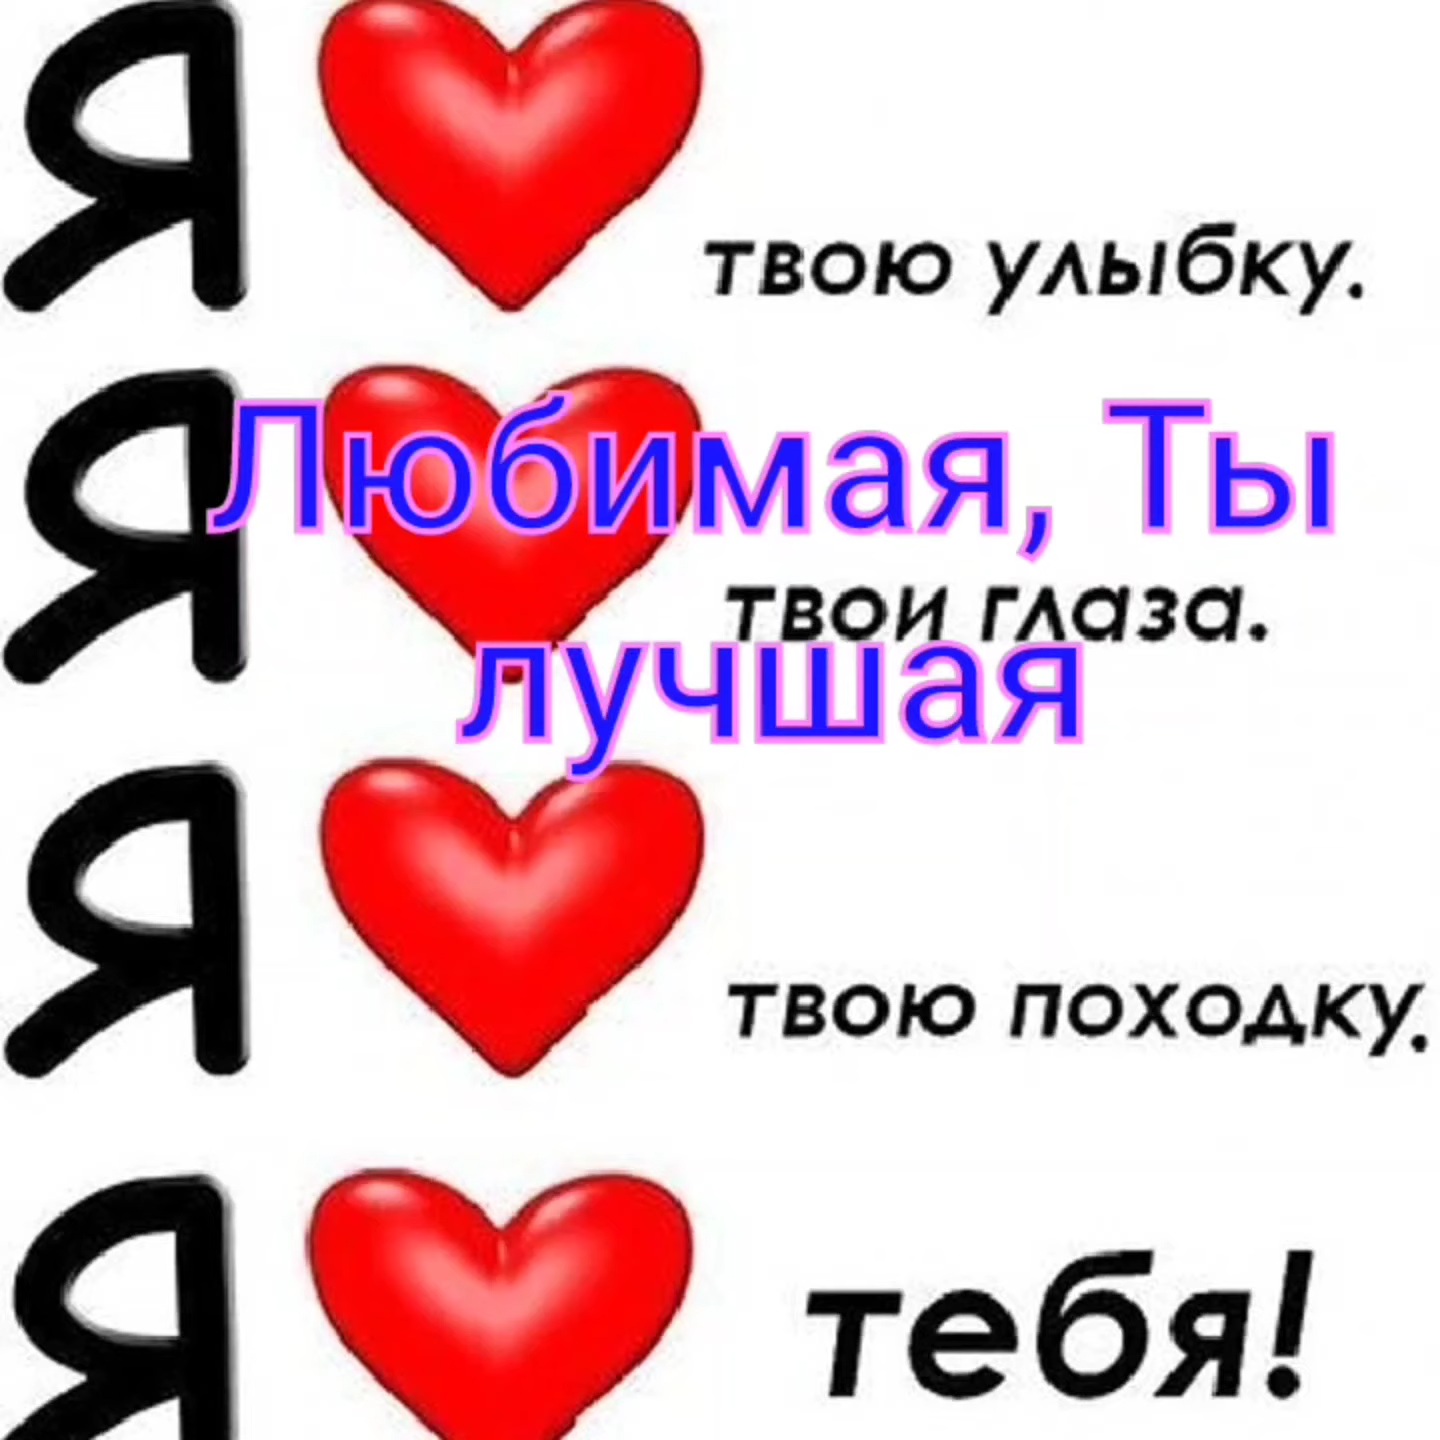 Я твою улыбку.
Любимая, Ты
Я твои глаза.
лучшая
Я твою походку.
Я тебя!